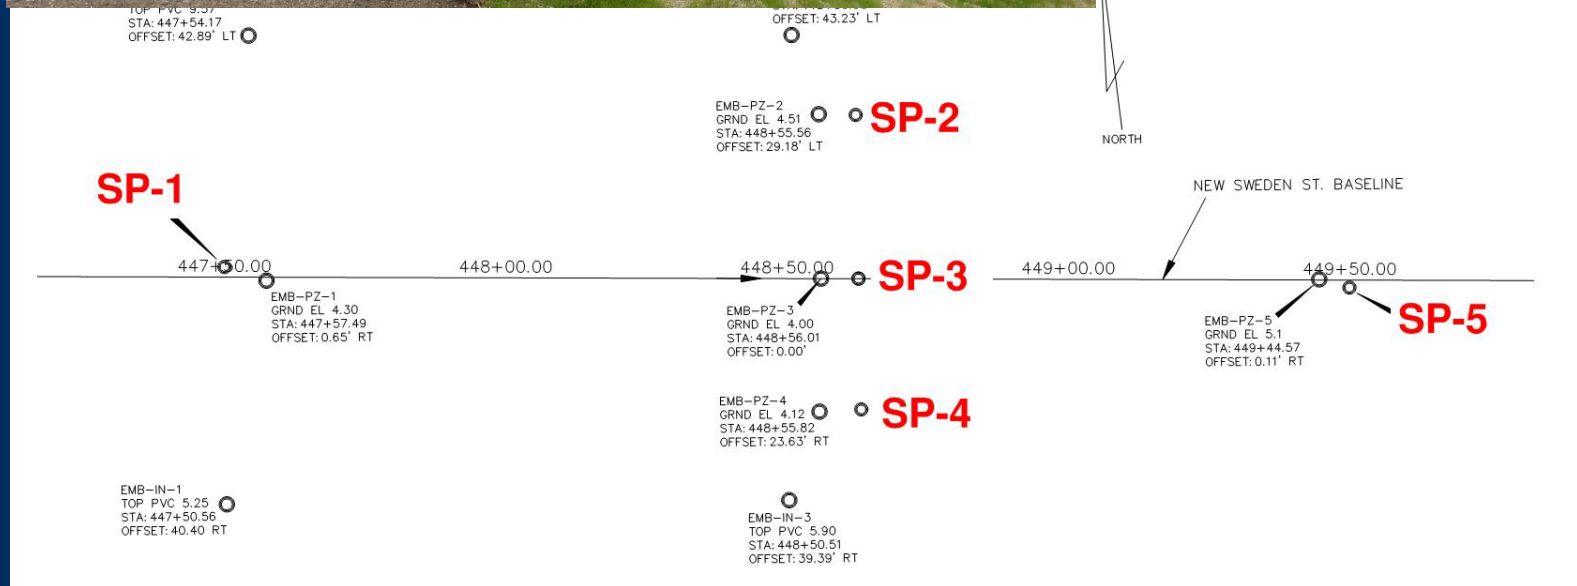 STA: 447+54.17
OFFSET: 42.89' LT
OFFSET: 43.23' LT
EMB-PZ-2
GRND EL 4.51
STA: 448+55.56
OFFSET: 29.18' LT
SP-2
NORTH
SP-1
NEW SWEDEN ST. BASELINE
447+50.00
448+00.00
448+50.00
449+00.00
449+50.00
SP-3
EMB-PZ-1
GRND EL 4.30
STA: 447+57.49
OFFSET: 0.65' RT
EMB-PZ-3
GRND EL 4.00
STA: 448+56.01
OFFSET: 0.00'
EMB-PZ-5
GRND EL 5.1
STA: 449+44.57
OFFSET: 0.11' RT
SP-5
EMB-PZ-4
GRND EL 4.12
STA: 448+55.82
OFFSET: 23.63' RT
SP-4
EMB-IN-1
TOP PVC 5.25
STA: 447+50.56
OFFSET: 40.40 RT
EMB-IN-3
TOP PVC 5.90
STA: 448+50.51
OFFSET: 39.39' RT